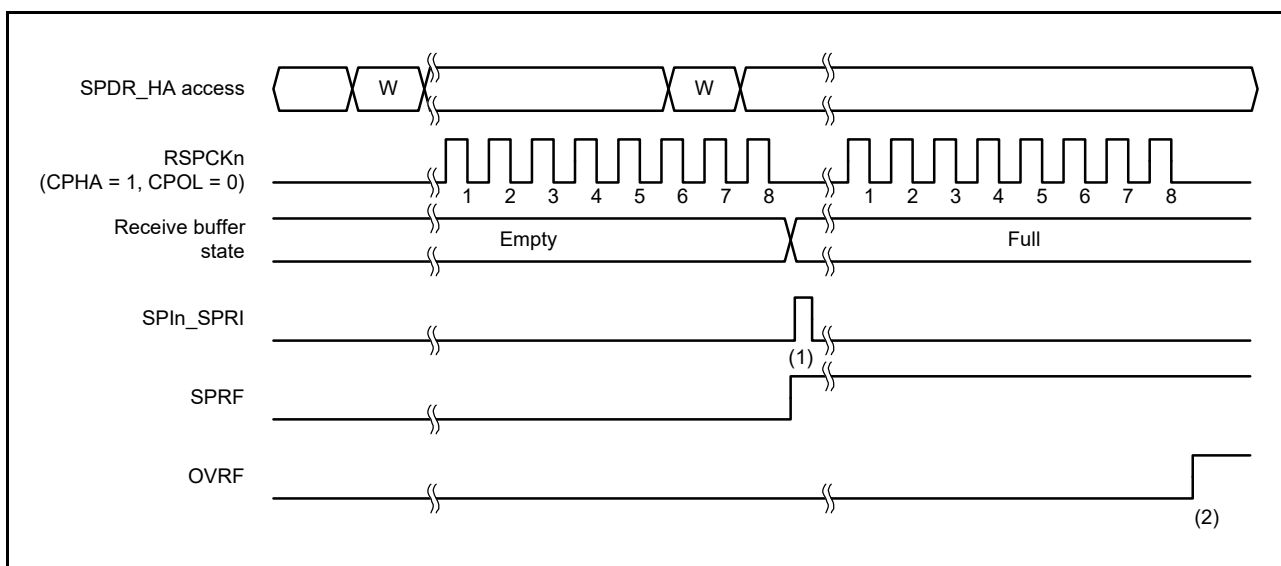 SPDR_HA access
W
W
RSPCKn
(CPHA = 1, CPOL = 0)
1 2 3 4 5 6 7 8
1 2 3 4 5 6 7 8
Receive buffer
state
Empty
Full
SPIn_SPRI
(1)
SPRF
OVRF
(2)